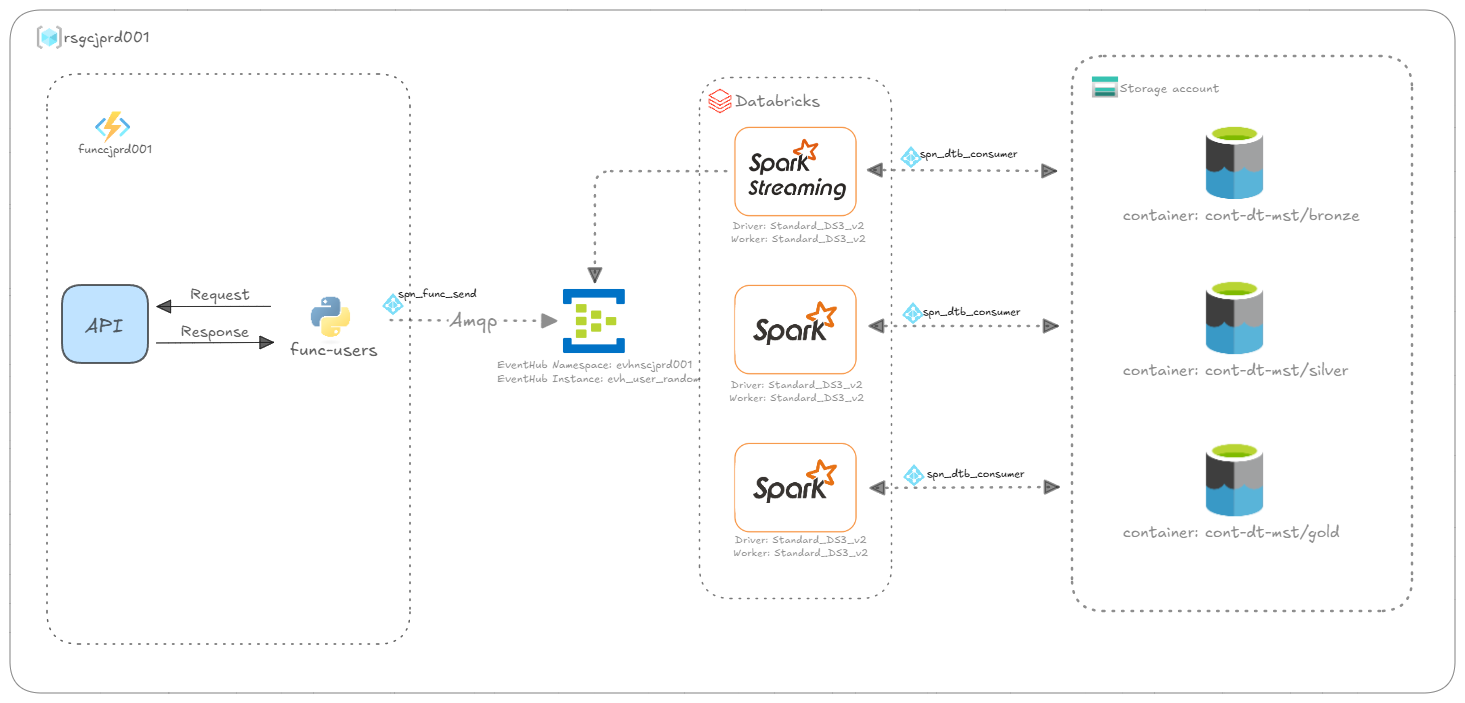 rsgcjprd001
funccjprd001
API
Request
Response
func-users
spn_func_send
Amqp
EventHub Namespace: evhnscjprd001
EventHub Instance: evh_user_random
Databricks
Spark
Streaming
Driver: Standard_DS3_v2
Worker: Standard_DS3_v2
Spark
Driver: Standard_DS3_v2
Worker: Standard_DS3_v2
Spark
Driver: Standard_DS3_v2
Worker: Standard_DS3_v2
spn_dtb_consumer
spn_dtb_consumer
spn_dtb_consumer
Storage account
container: cont-dt-mst/bronze
container: cont-dt-mst/silver
container: cont-dt-mst/gold